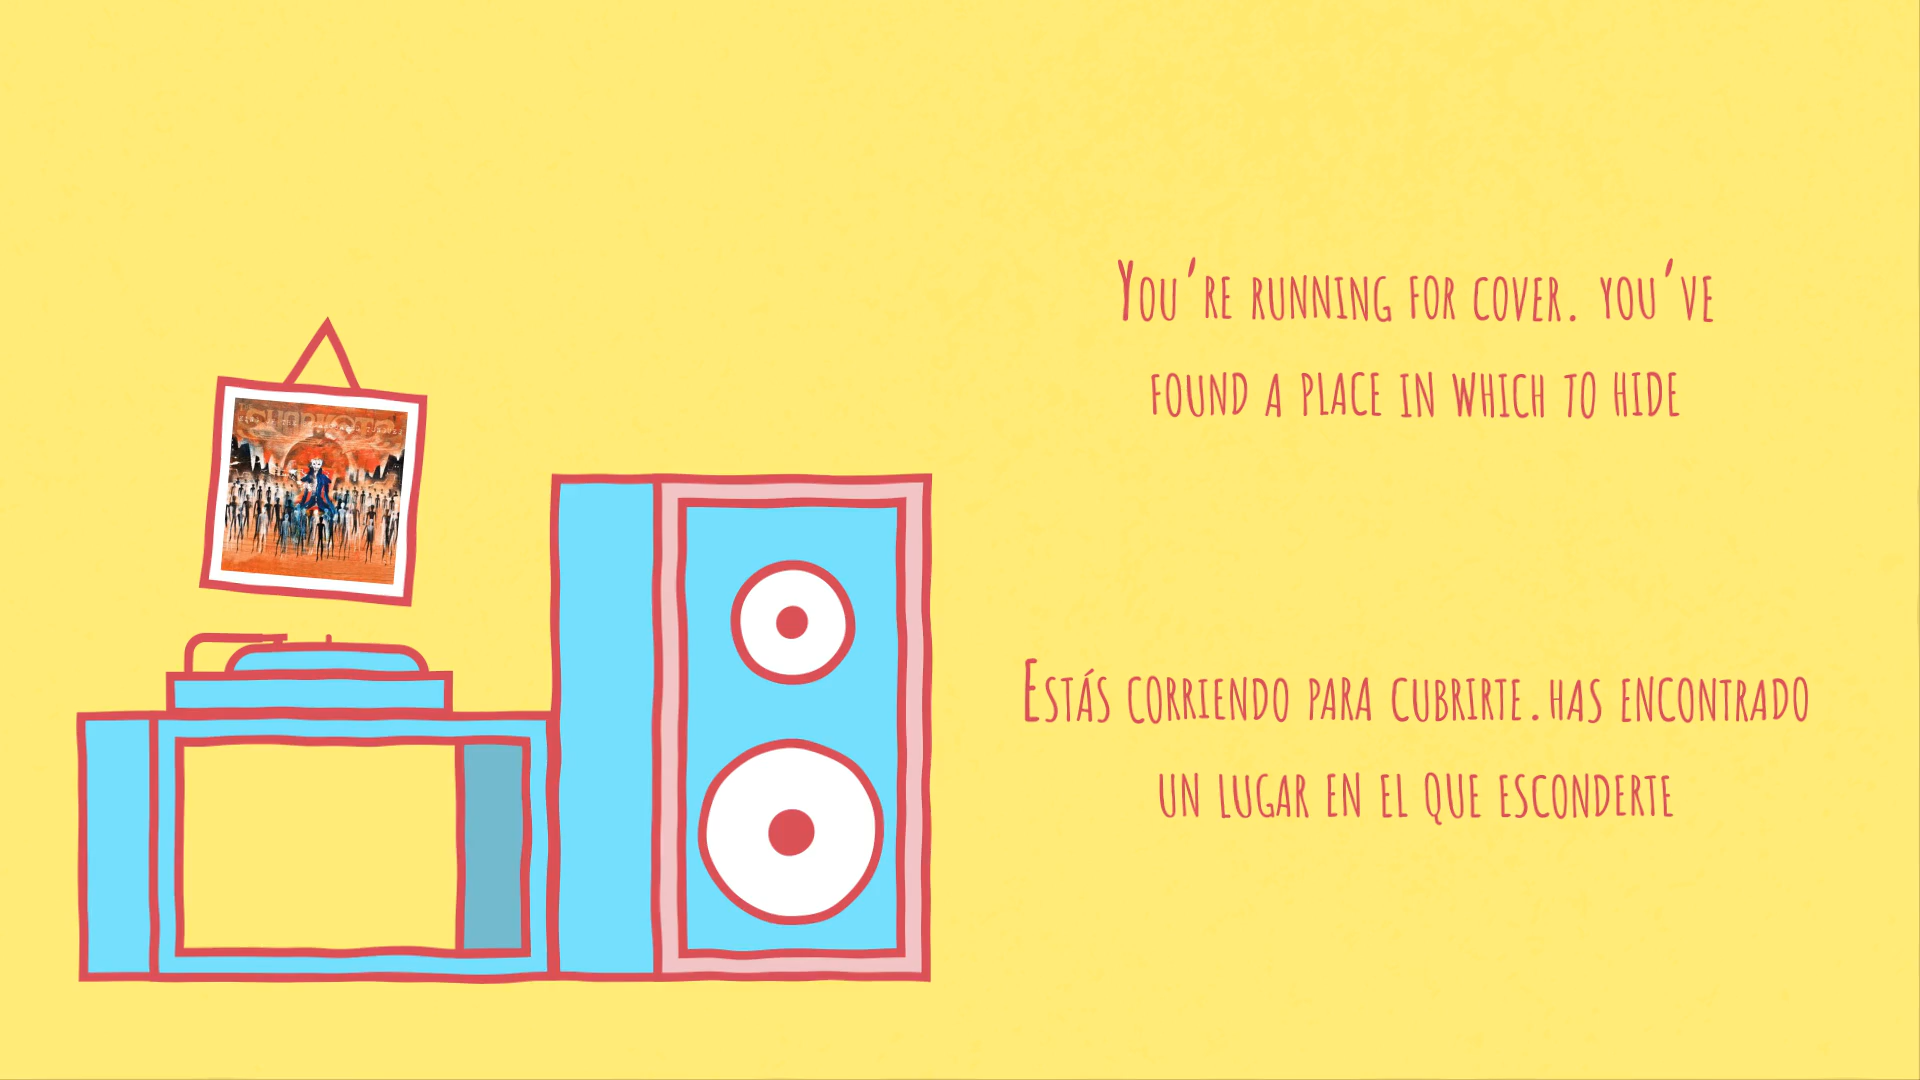 You're running for cover. you've
found a place in which to hide
Estás corriendo para cubrirte.has encontrado
un lugar en el que esconderte